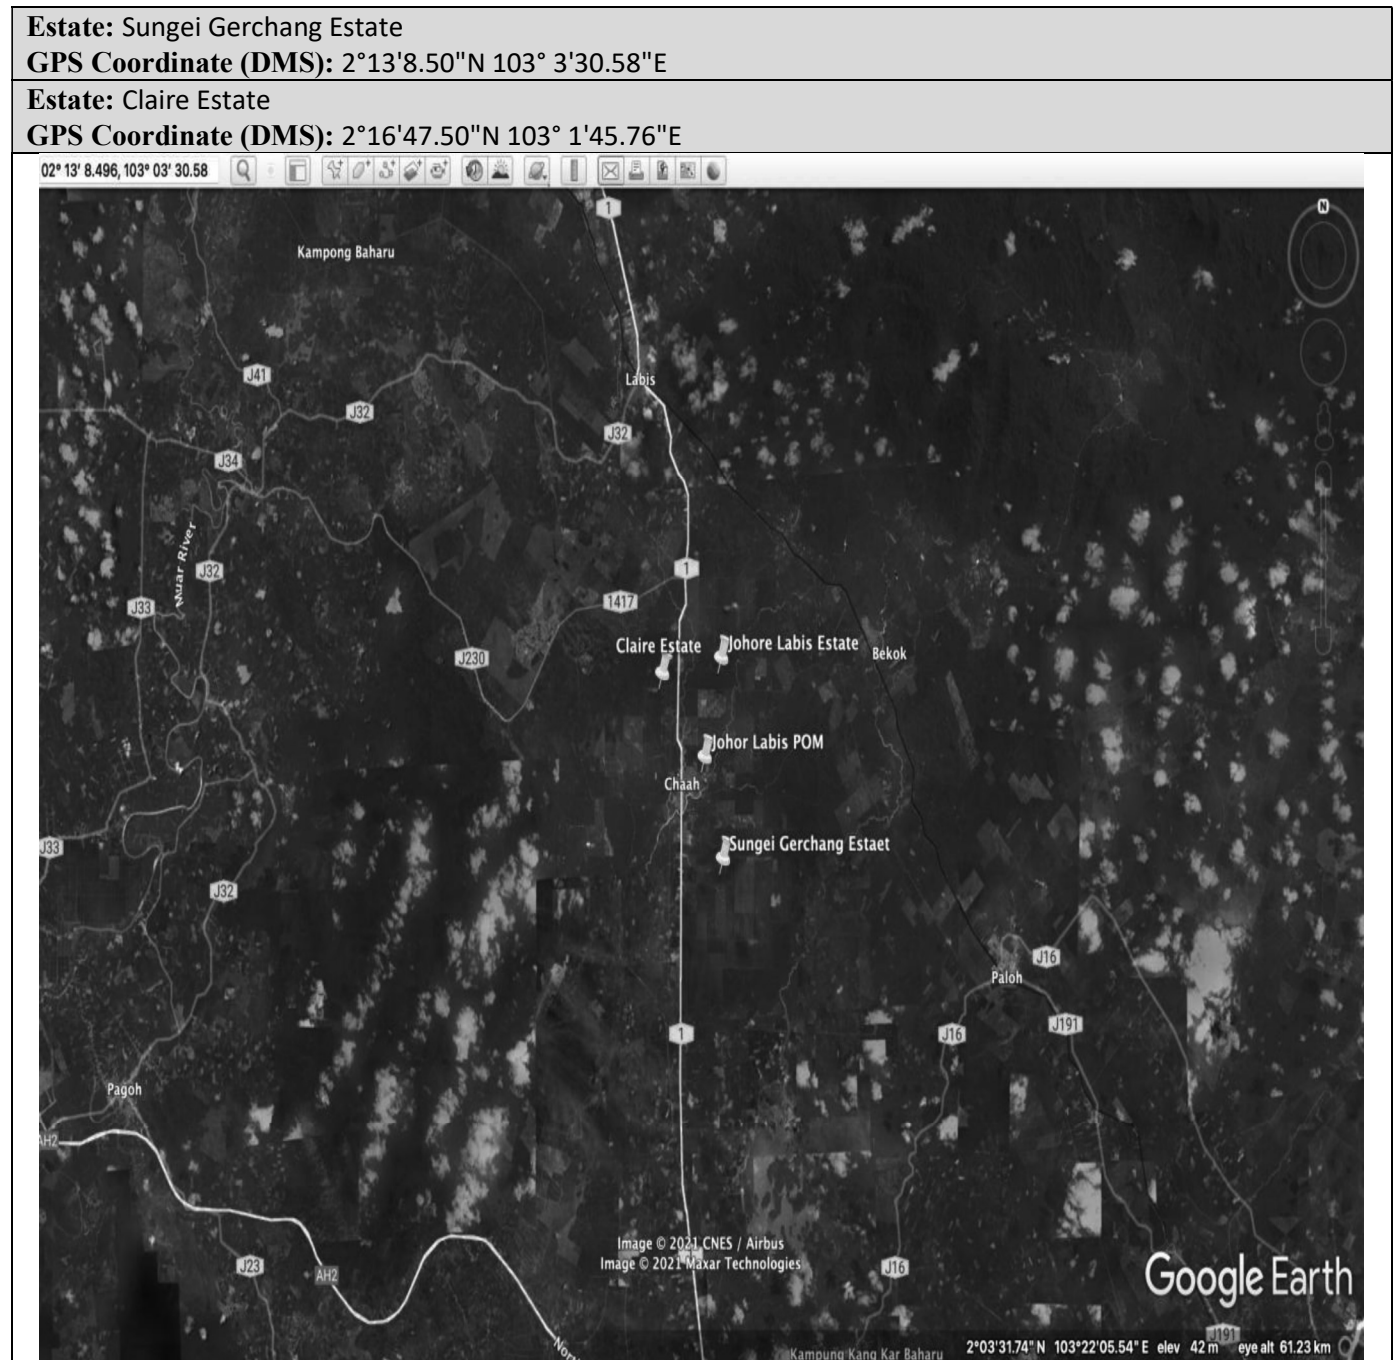 Estate: Sungei Gerchang Estate
GPS Coordinate (DMS): 2°13'8.50"N 103° 3'30.58"E
Estate: Claire Estate
GPS Coordinate (DMS): 2°16'47.50"N 103° 1'45.76"E
02° 13' 8.496, 103° 03' 30.58
N
1
Kampong Baharu
J41
Labis
J32
J32
J34
Muar River
J32
1
1417
J33
Claire Estate
Johore Labis Estate
Bekok
J230
Johor Labis POM
Chaah
Sungei Gerchang Estaet
J33
J32
J16
Paloh
J191
1
J16
Pagoh
AH2
Image © 2021 CNES / Airbus
Image © 2021 Maxar Technologies
J23
AH2
J16
Google Earth
J191
2°03'31.74" N 103°22'05.54" E elev 42 m eye alt 61.23 km
Kampung Kang Kar Baharu